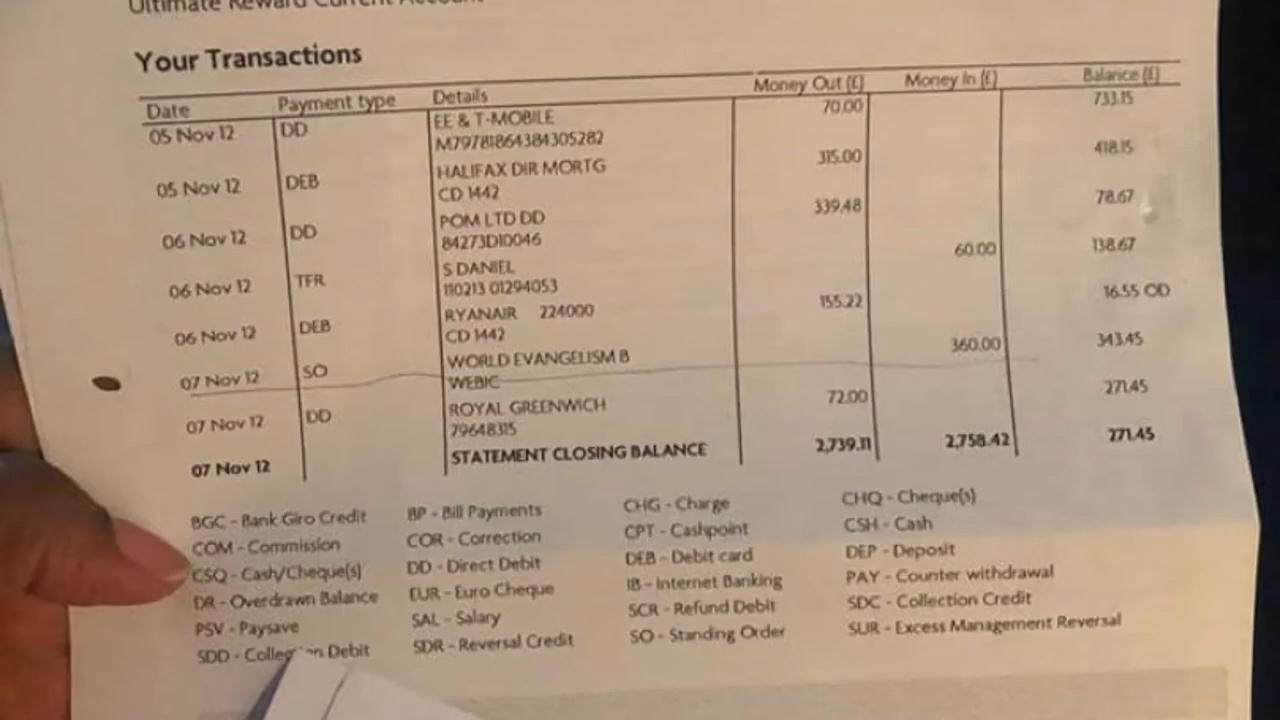 Ultimate Reward Current Account
Your Transactions
Date Payment type Details Money Out (£) Money In (£) Balance (£)
05 Nov 12 DD EE & T-MOBILE 70.00 733.15
M79781864384305282
05 Nov 12 DEB HALIFAX DIR MORTG 315.00 418.15
CD 1442
06 Nov 12 DD POM LTD DD 339.48 78.67
84273D10046
06 Nov 12 TFR S DANIEL 60.00 138.67
110213 01294053
06 Nov 12 DEB RYANAIR 224000 155.22 16.55 OD
CD 1442
07 Nov 12 SO WORLD EVANGELISM B 360.00 343.45
WEBIC
07 Nov 12 DD ROYAL GREENWICH 72.00 271.45
79648315
07 Nov 12 STATEMENT CLOSING BALANCE 2,739.11 2,758.42 271.45
BGC - Bank Giro Credit BP - Bill Payments CHG - Charge CHQ - Cheque(s)
COM - Commission COR - Correction CPT - Cashpoint CSH - Cash
CSQ - Cash/Cheque(s) DD - Direct Debit DEB - Debit card DEP - Deposit
DR - Overdrawn Balance EUR - Euro Cheque IB - Internet Banking PAY - Counter withdrawal
PSV - Paysave SAL - Salary SCR - Refund Debit SDC - Collection Credit
SDD - Collection Debit SDR - Reversal Credit SO - Standing Order SUR - Excess Management Reversal